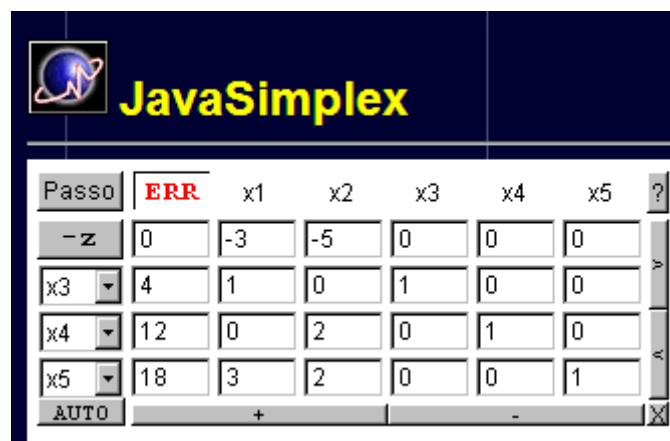 JavaSimplex
Passo ERR x1 x2 x3 x4 x5 ?
-z 0 -3 -5 0 0 0 >
x3 4 1 0 1 0 0
x4 12 0 2 0 1 0 <
x5 18 3 2 0 0 1
AUTO + - X